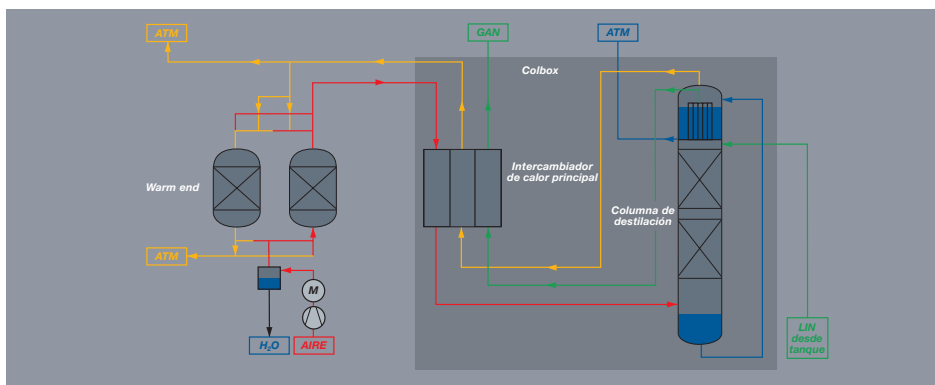 ATM
GAN
ATM
Colbox
Intercambiador
de calor principal
Warm end
Columna de
destilación
ATM
M
H₂O
AIRE
LIN
desde
tanque